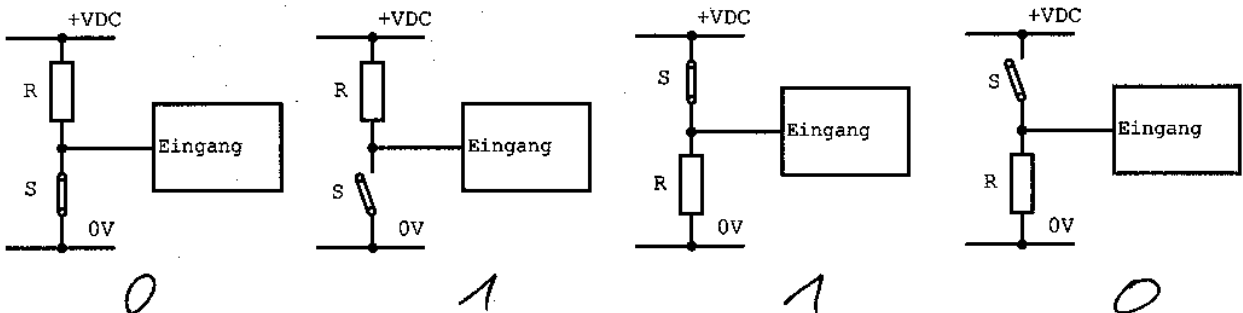 +VDC
R
Eingang
S
0V
0
+VDC
R
Eingang
S
0V
1
+VDC
S
Eingang
R
0V
1
+VDC
S
Eingang
R
0V
0